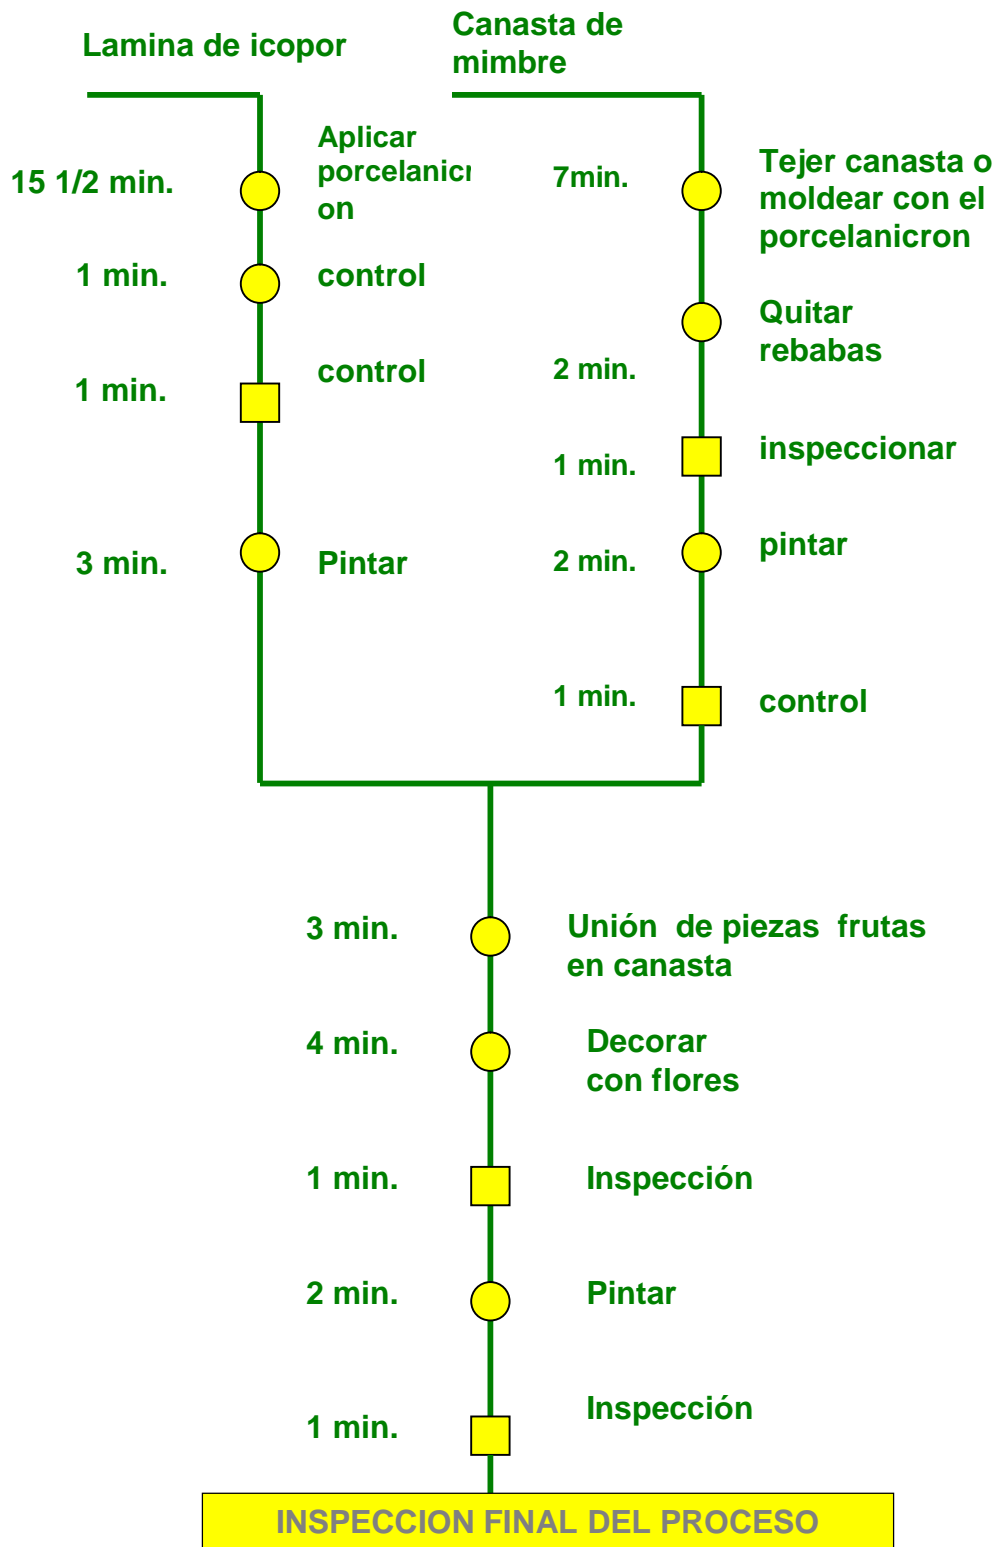 Lamina de icopor
Canasta de
mimbre
15 1/2 min.
Aplicar
porcelanicr
on
1 min.
control
1 min.
control
3 min.
Pintar
7min.
Tejer canasta o
moldear con el
porcelanicron
2 min.
Quitar
rebabas
1 min.
inspeccionar
2 min.
pintar
1 min.
control
3 min.
Unión de piezas frutas
en canasta
4 min.
Decorar
con flores
1 min.
Inspección
2 min.
Pintar
1 min.
Inspección
INSPECCION FINAL DEL PROCESO